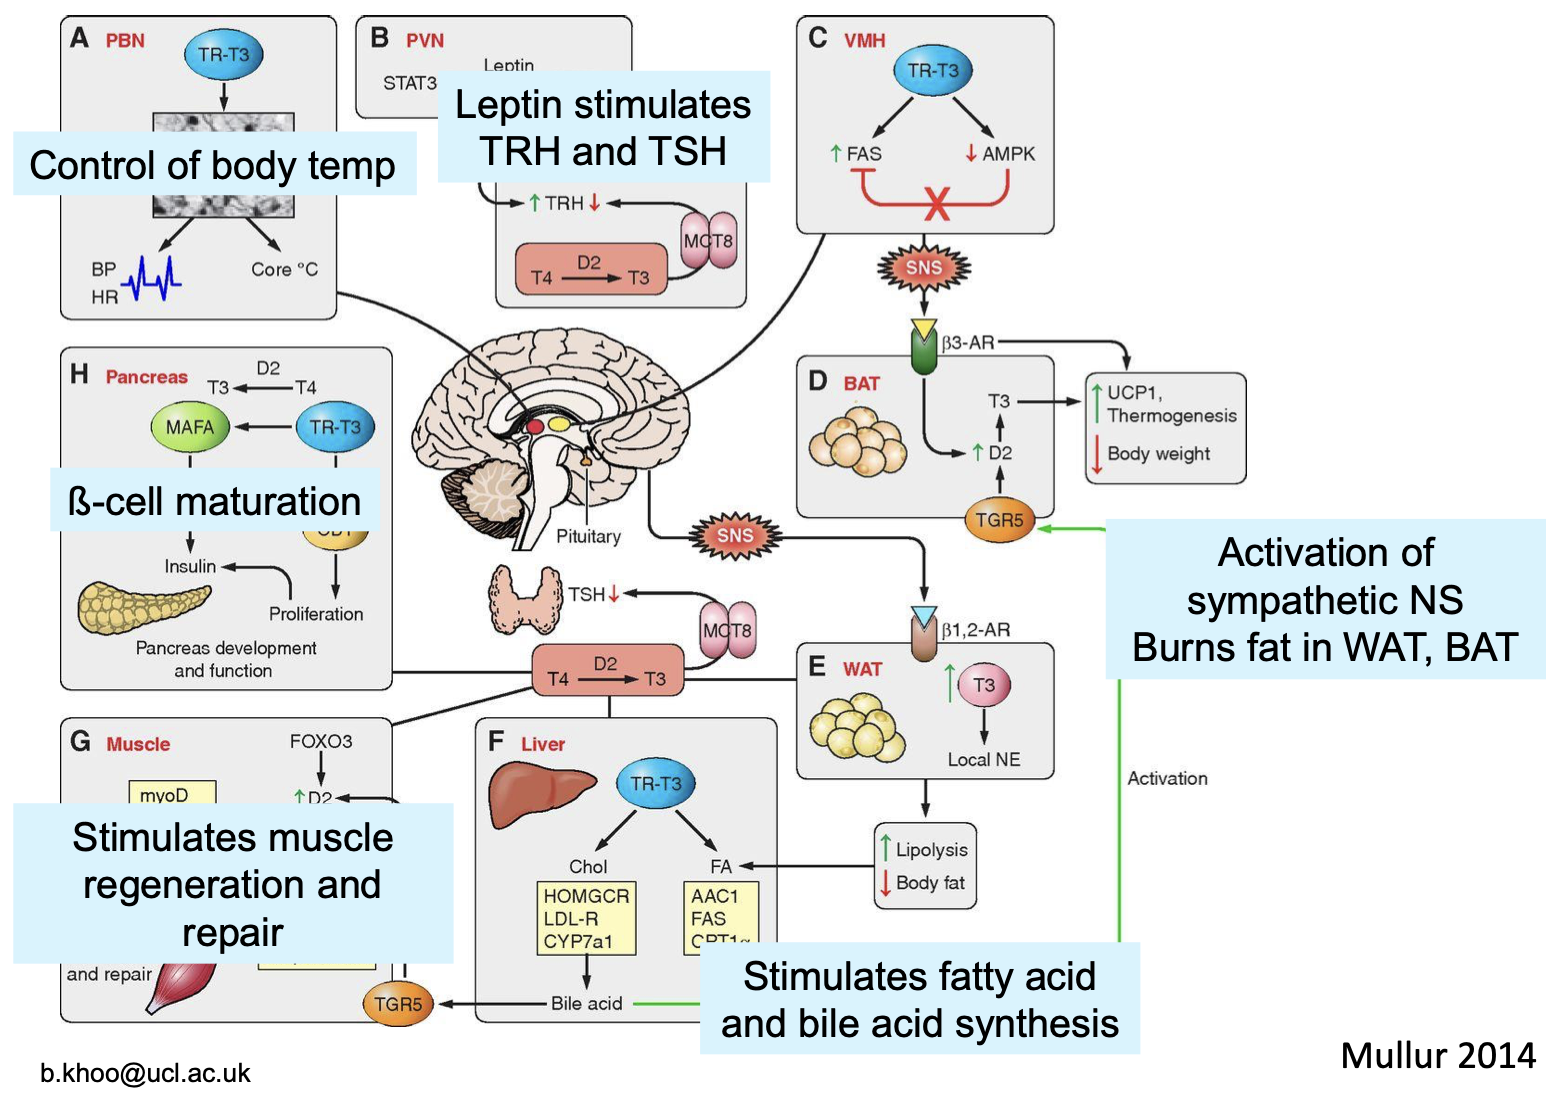 A PBN
TR-T3
Control of body temp
BP
HR
Core °C
B PVN
Leptin
STAT3
Leptin stimulates
TRH and TSH
↑ TRH ↓
MCT8
D2
T4 → T3
C VMH
TR-T3
↑ FAS
↓ AMPK
X
SNS
β3-AR
D BAT
T3
↑ D2
TGR5
↑ UCP1,
Thermogenesis
↓ Body weight
Activation of
sympathetic NS
Burns fat in WAT, BAT
Activation
H Pancreas
D2
T3 ← T4
MAFA
TR-T3
ß-cell maturation
Insulin
Proliferation
Pancreas development
and function
Pituitary
SNS
TSH ↓
MCT8
D2
T4 → T3
β1,2-AR
E WAT
↑ T3
Local NE
↑ Lipolysis
↓ Body fat
G Muscle
FOXO3
myoD
↑ D2
Stimulates muscle
regeneration and
repair
and repair
TGR5
F Liver
TR-T3
Chol
FA
HOMGCR
LDL-R
CYP7a1
AAC1
FAS
CPT1α
Bile acid
Stimulates fatty acid
and bile acid synthesis
b.khoo@ucl.ac.uk
Mullur 2014